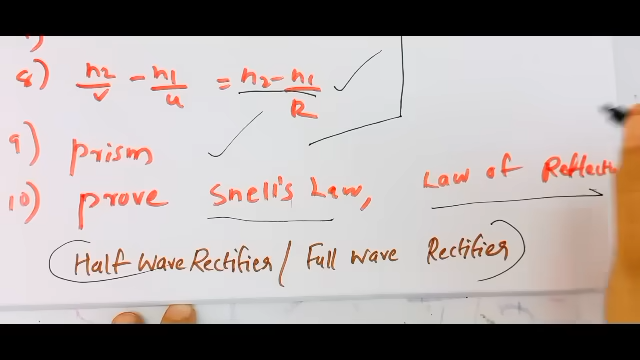 8) n2/v - n1/u = n2-n1/R
9) prism
10) prove Snell's Law, Law of
Half Wave Rectifier / Full wave Rectifier